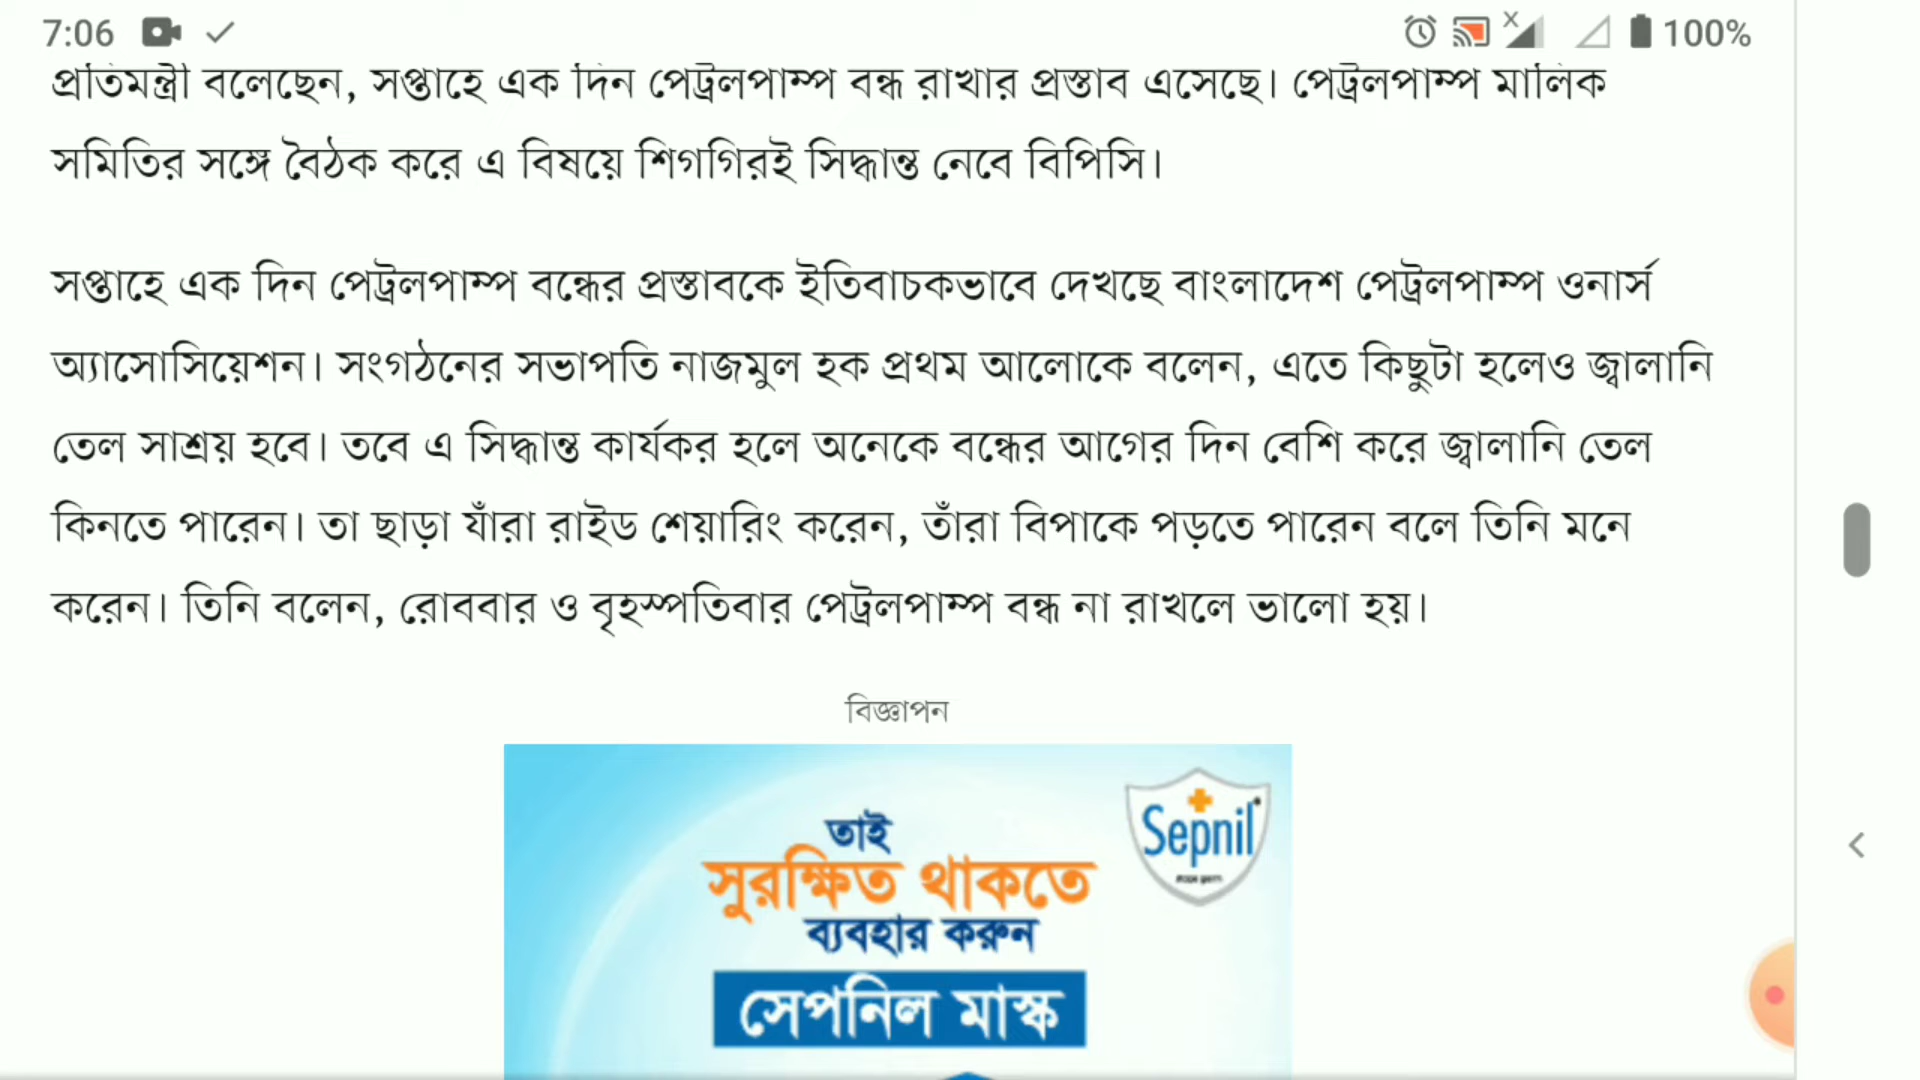 7:06
100%
প্রতিমন্ত্রী বলেছেন, সপ্তাহে এক দিন পেট্রলপাম্প বন্ধ রাখার প্রস্তাব এসেছে। পেট্রলপাম্প মালিক
সমিতির সঙ্গে বৈঠক করে এ বিষয়ে শিগগিরই সিদ্ধান্ত নেবে বিপিসি।
সপ্তাহে এক দিন পেট্রলপাম্প বন্ধের প্রস্তাবকে ইতিবাচকভাবে দেখছে বাংলাদেশ পেট্রলপাম্প ওনার্স
অ্যাসোসিয়েশন। সংগঠনের সভাপতি নাজমুল হক প্রথম আলোকে বলেন, এতে কিছুটা হলেও জ্বালানি
তেল সাশ্রয় হবে। তবে এ সিদ্ধান্ত কার্যকর হলে অনেকে বন্ধের আগের দিন বেশি করে জ্বালানি তেল
কিনতে পারেন। তা ছাড়া যাঁরা রাইড শেয়ারিং করেন, তাঁরা বিপাকে পড়তে পারেন বলে তিনি মনে
করেন। তিনি বলেন, রোববার ও বৃহস্পতিবার পেট্রলপাম্প বন্ধ না রাখলে ভালো হয়।
বিজ্ঞাপন
Sepnil
তাই
সুরক্ষিত থাকতে
ব্যবহার করুন
সেপনিল মাস্ক